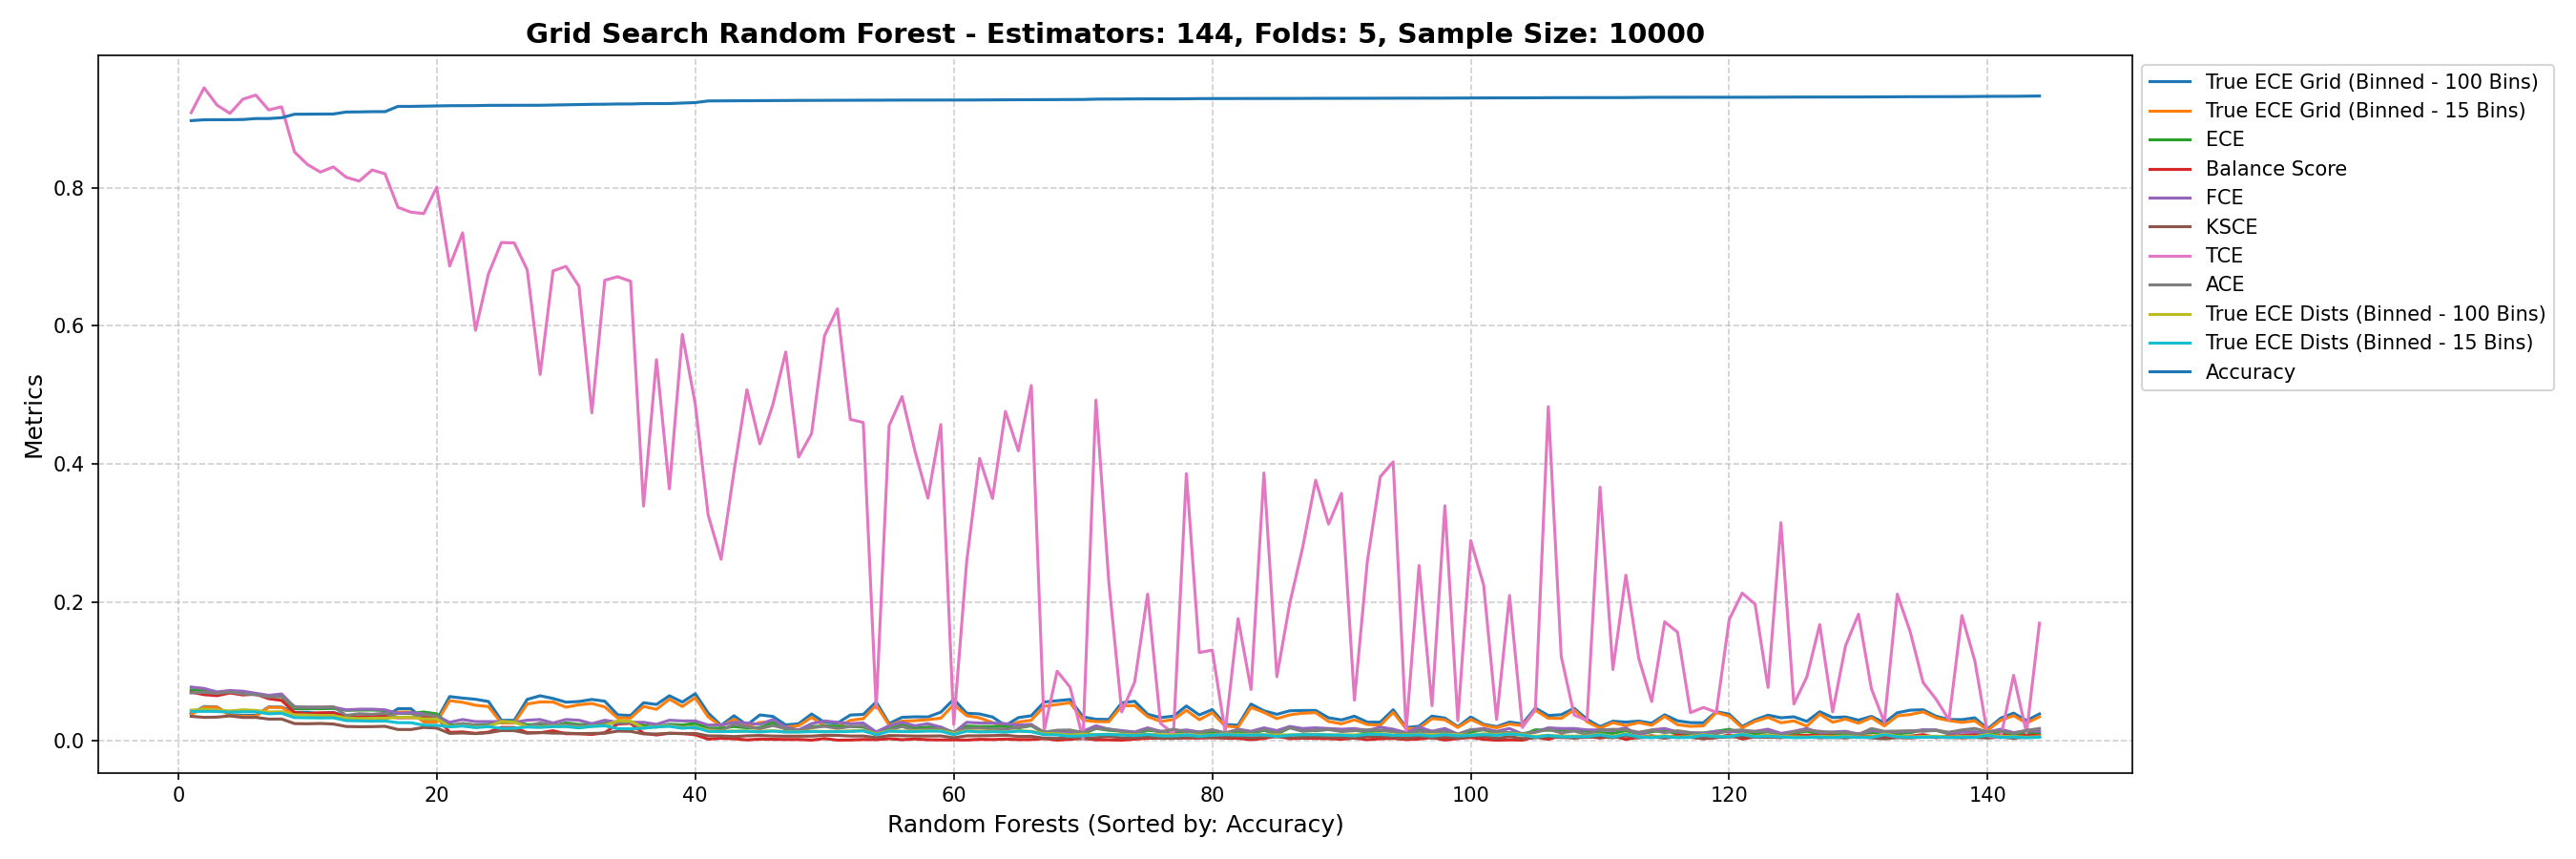 Grid Search Random Forest - Estimators: 144, Folds: 5, Sample Size: 10000
True ECE Grid (Binned - 100 Bins)
True ECE Grid (Binned - 15 Bins)
ECE
Balance Score
FCE
KSCE
TCE
ACE
True ECE Dists (Binned - 100 Bins)
True ECE Dists (Binned - 15 Bins)
Accuracy
Metrics
0.8
0.6
0.4
0.2
0.0
0 20 40 60 80 100 120 140
Random Forests (Sorted by: Accuracy)